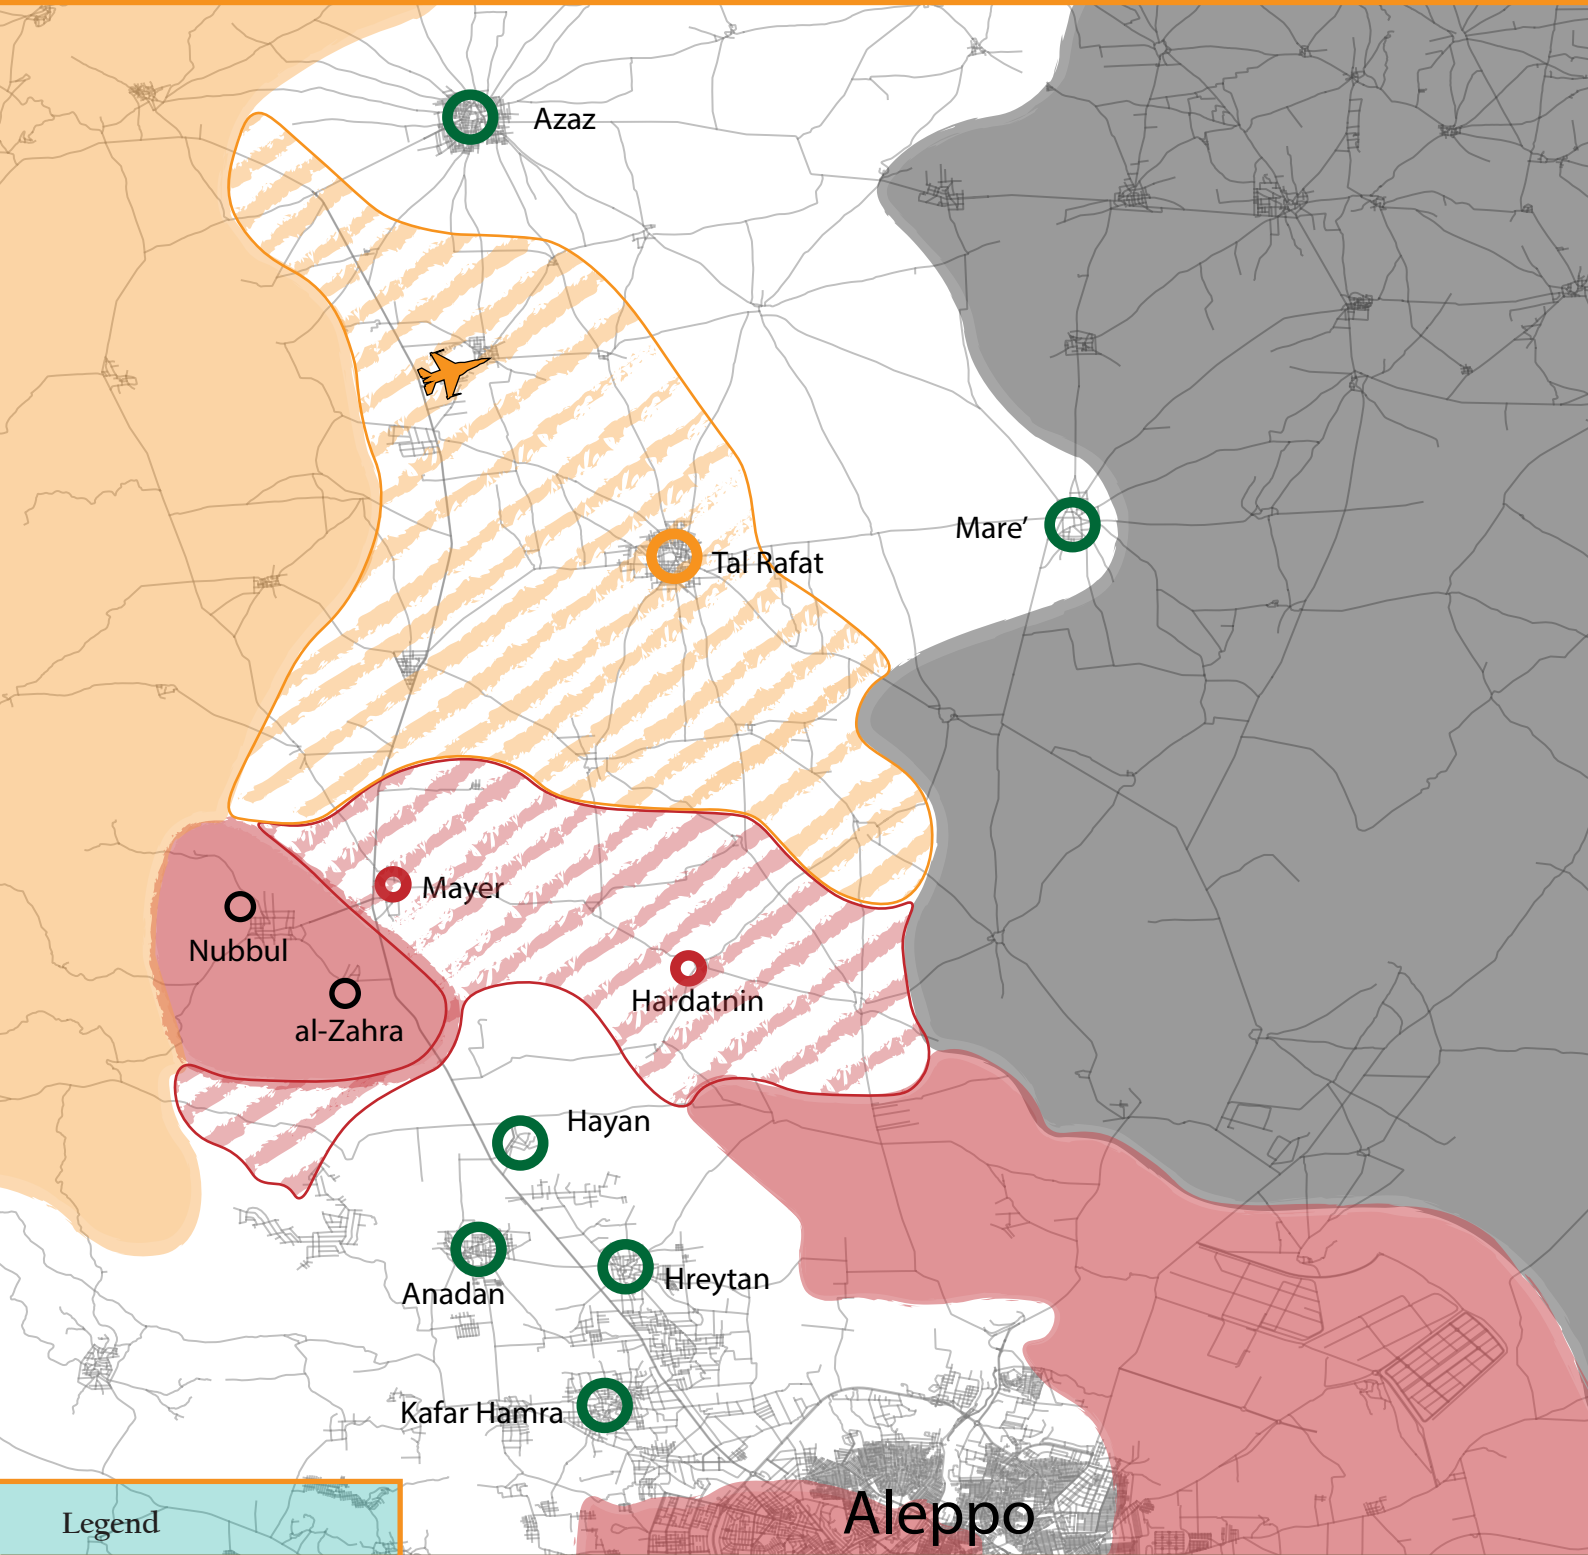 Azaz
Mare’
Tal Rafat
Mayer
Nubbul
Hardatnin
al-Zahra
Hayan
Hreytan
Anadan
Kafar Hamra
Aleppo
Legend